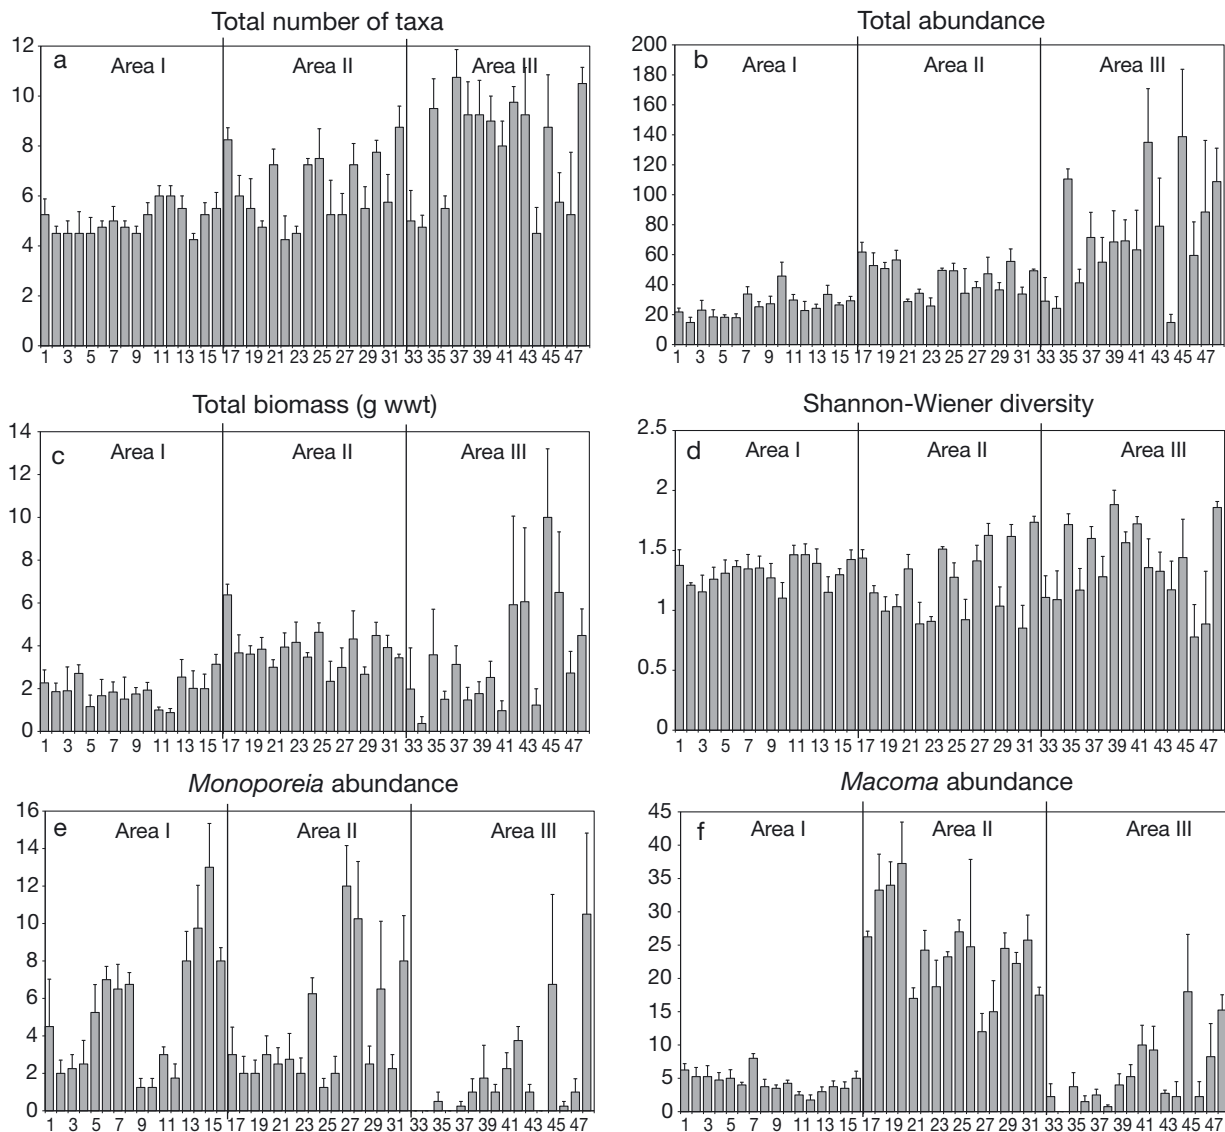 Total number of taxa
a
Area I
Area II
Area III
12
10
8
6
4
2
0
1 3 5 7 9 11 13 15 17 19 21 23 25 27 29 31 33 35 37 39 41 43 45 47
Total abundance
b
Area I
Area II
Area III
200
180
160
140
120
100
80
60
40
20
0
1 3 5 7 9 11 13 15 17 19 21 23 25 27 29 31 33 35 37 39 41 43 45 47
Total biomass (g wwt)
c
Area I
Area II
Area III
14
12
10
8
6
4
2
0
1 3 5 7 9 11 13 15 17 19 21 23 25 27 29 31 33 35 37 39 41 43 45 47
Shannon-Wiener diversity
d
Area I
Area II
Area III
2.5
2
1.5
1
0.5
0
1 3 5 7 9 11 13 15 17 19 21 23 25 27 29 31 33 35 37 39 41 43 45 47
Monoporeia abundance
e
Area I
Area II
Area III
16
14
12
10
8
6
4
2
0
1 3 5 7 9 11 13 15 17 19 21 23 25 27 29 31 33 35 37 39 41 43 45 47
Macoma abundance
f
Area I
Area II
Area III
45
40
35
30
25
20
15
10
5
0
1 3 5 7 9 11 13 15 17 19 21 23 25 27 29 31 33 35 37 39 41 43 45 47